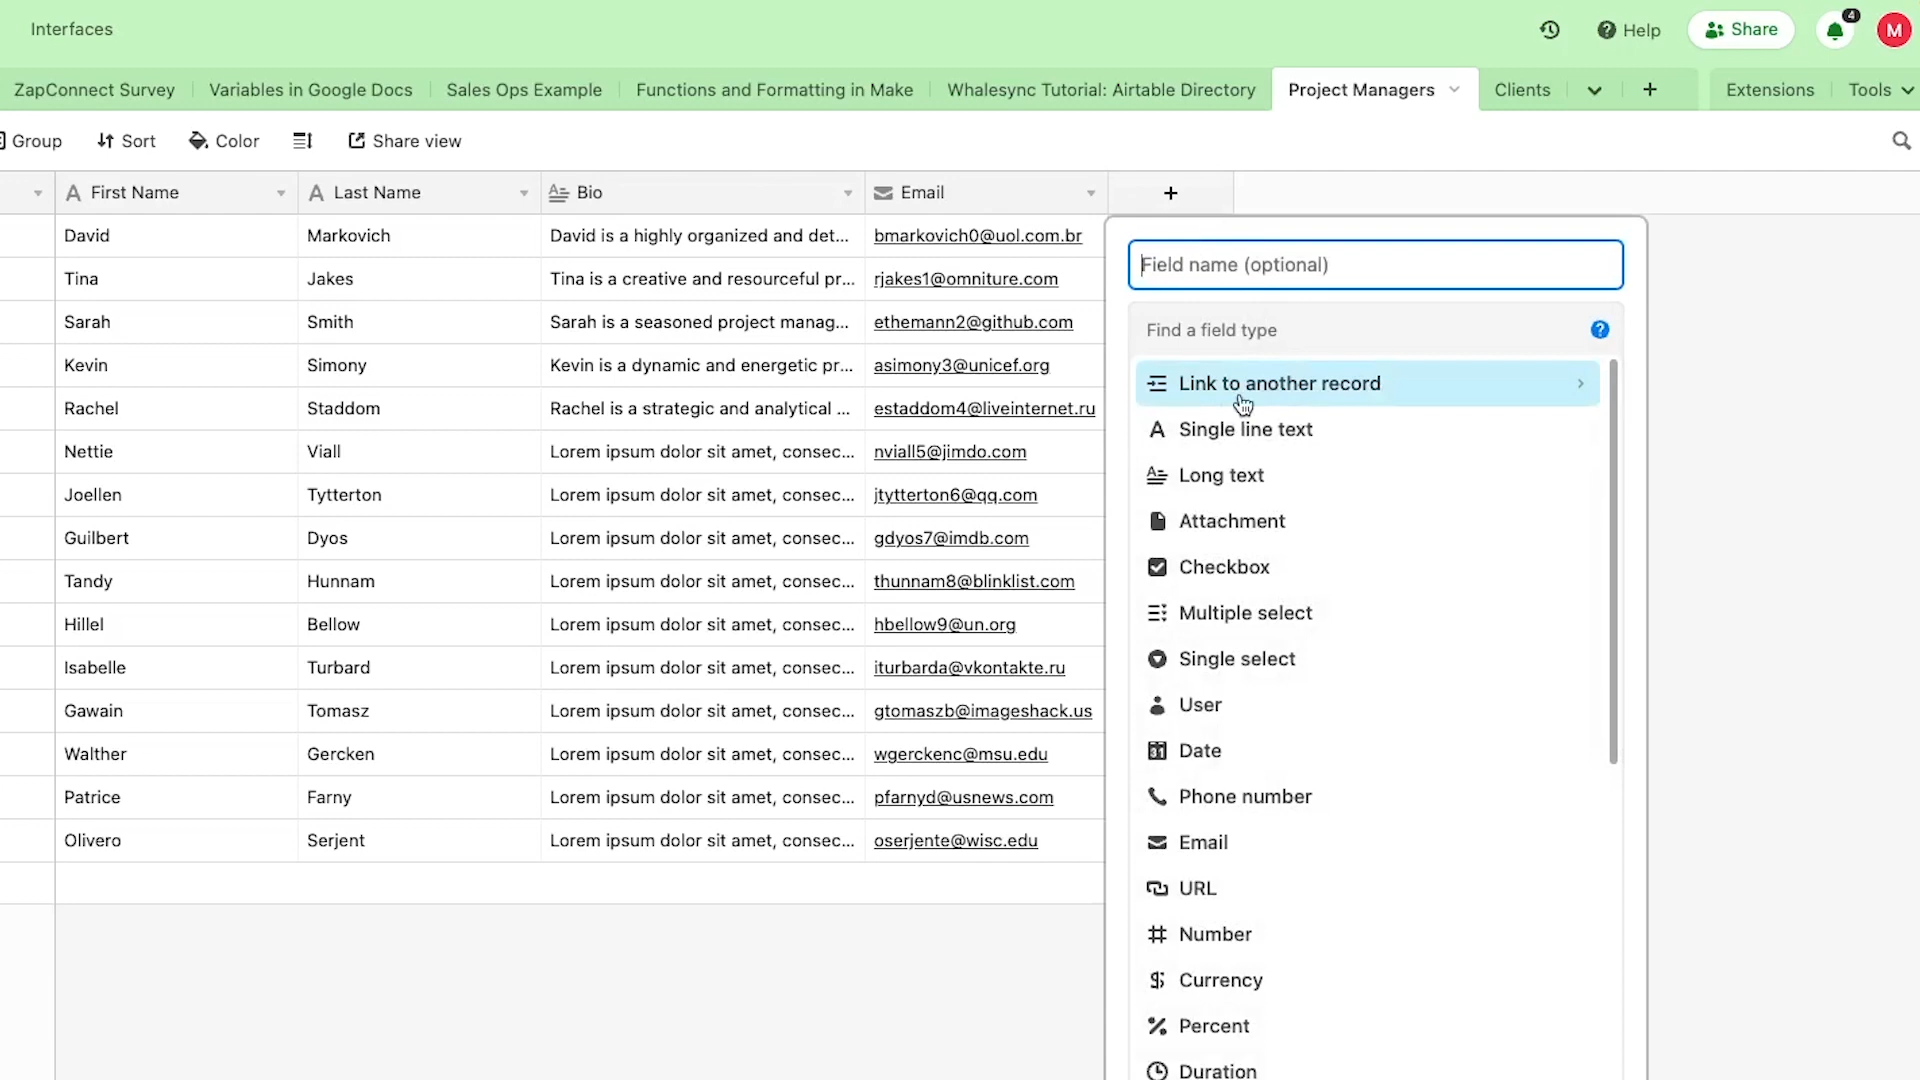 Interfaces
Help
Share
4
M
ZapConnect Survey
Variables in Google Docs
Sales Ops Example
Functions and Formatting in Make
Whalesync Tutorial: Airtable Directory
Project Managers
Clients
+
Extensions
Tools
Group
Sort
Color
Share view
First Name Last Name Bio Email +
David Markovich David is a highly organized and det... bmarkovich0@uol.com.br
Tina Jakes Tina is a creative and resourceful pr... rjakes1@omniture.com
Sarah Smith Sarah is a seasoned project manag... ethemann2@github.com
Kevin Simony Kevin is a dynamic and energetic pr... asimony3@unicef.org
Rachel Staddom Rachel is a strategic and analytical ... estaddom4@liveinternet.ru
Nettie Viall Lorem ipsum dolor sit amet, consec... nviall5@jimdo.com
Joellen Tytterton Lorem ipsum dolor sit amet, consec... jtytterton6@qq.com
Guilbert Dyos Lorem ipsum dolor sit amet, consec... gdyos7@imdb.com
Tandy Hunnam Lorem ipsum dolor sit amet, consec... thunnam8@blinklist.com
Hillel Bellow Lorem ipsum dolor sit amet, consec... hbellow9@un.org
Isabelle Turbard Lorem ipsum dolor sit amet, consec... iturbarda@vkontakte.ru
Gawain Tomasz Lorem ipsum dolor sit amet, consec... gtomaszb@imageshack.us
Walther Gercken Lorem ipsum dolor sit amet, consec... wgerckenc@msu.edu
Patrice Farny Lorem ipsum dolor sit amet, consec... pfarnyd@usnews.com
Olivero Serjent Lorem ipsum dolor sit amet, consec... oserjente@wisc.edu
Field name (optional)
Find a field type
Link to another record
Single line text
Long text
Attachment
Checkbox
Multiple select
Single select
User
Date
Phone number
Email
URL
Number
Currency
Percent
Duration